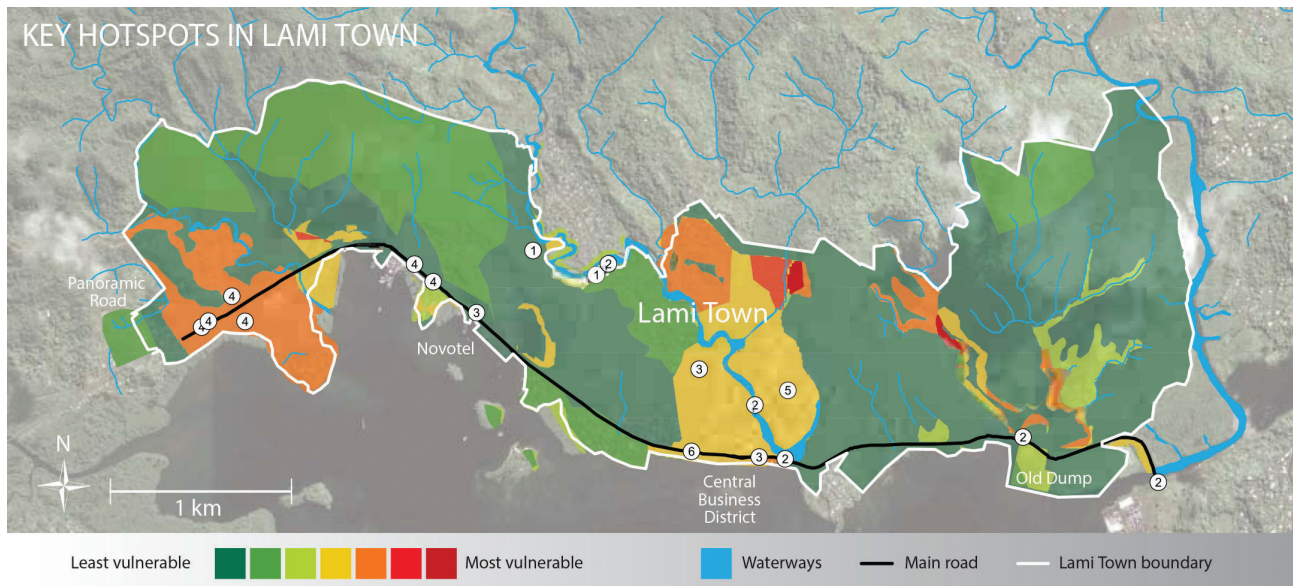 KEY HOTSPOTS IN LAMI TOWN
1
2
1
4
Panoramic
Road
4
4
4
4
4
3
Novotel
Lami Town
3
5
2
6
3
2
2
2
Central
Business
District
Old Dump
N
1 km
Least vulnerable
Most vulnerable
Waterways
Main road
Lami Town boundary